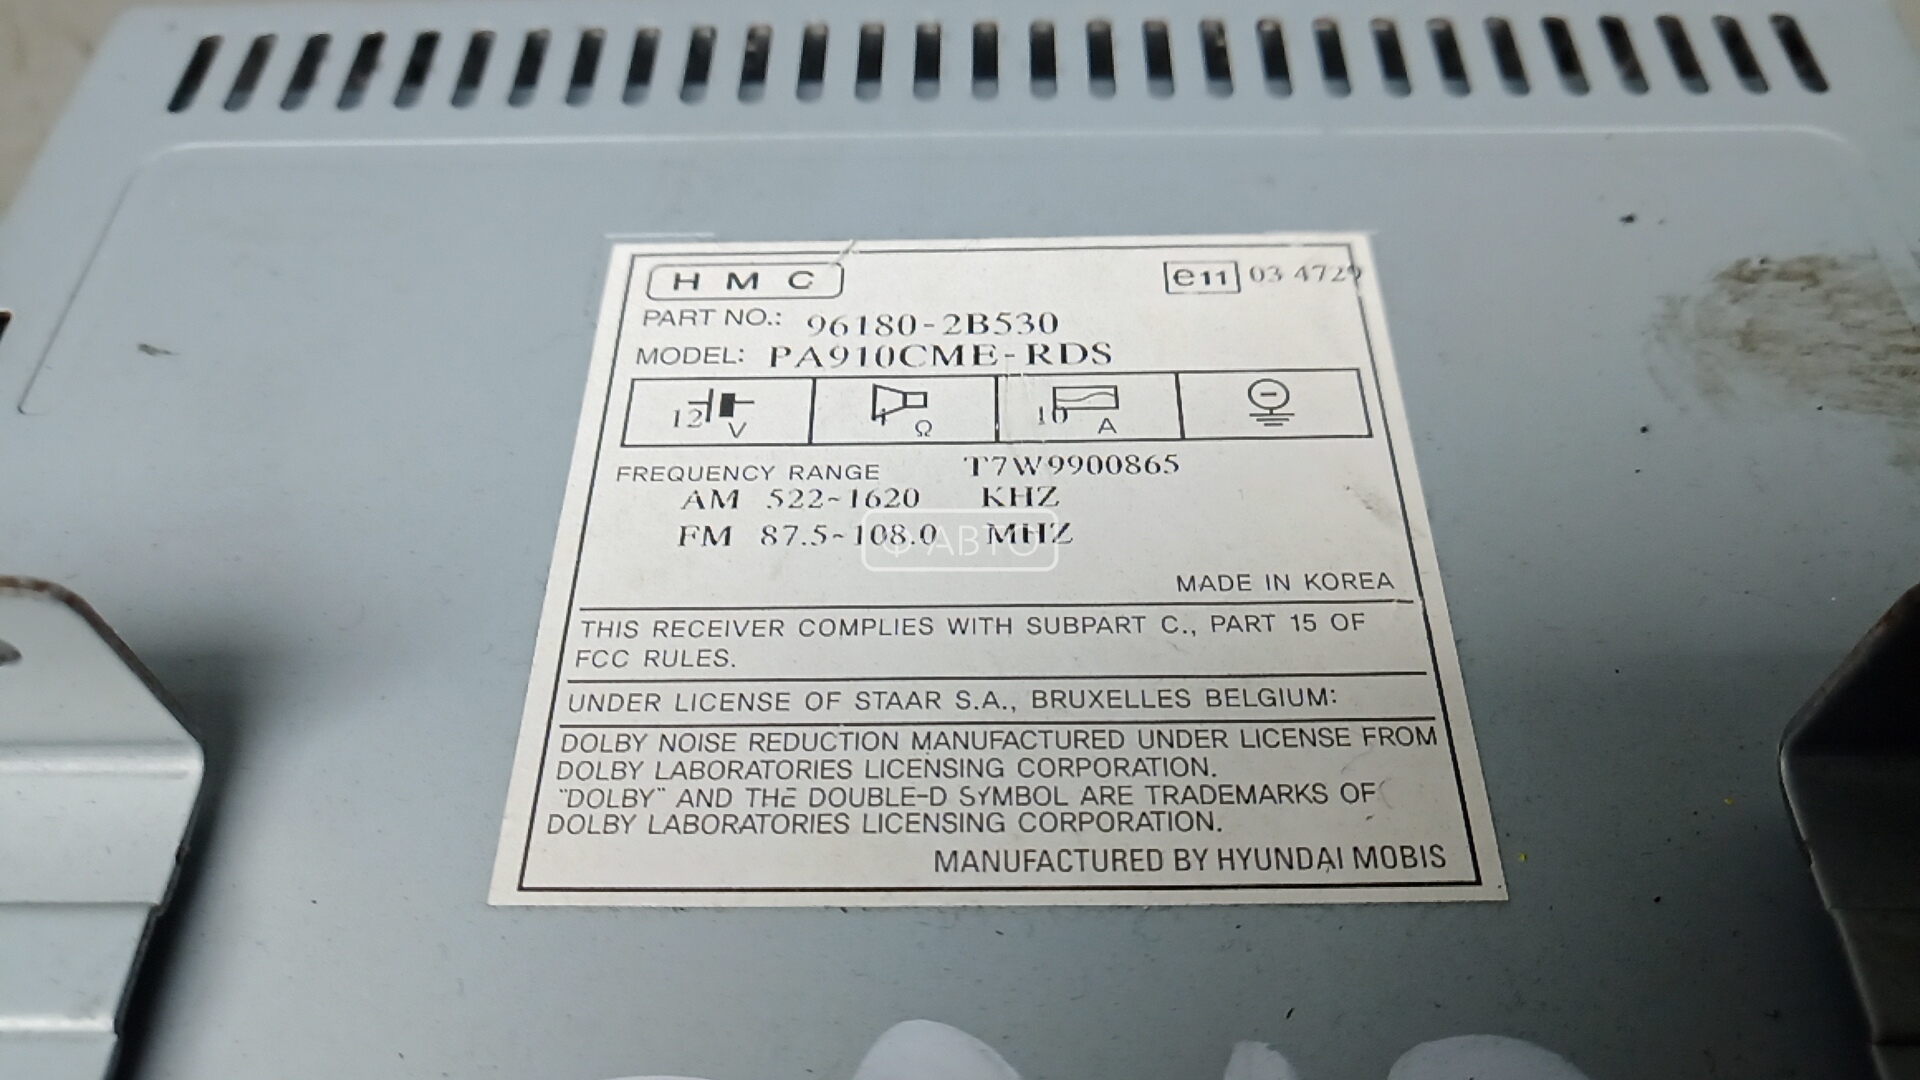 HMC e11 03 4729
PART NO.: 96180-2B530
MODEL: PA910CME-RDS
12 V 4 Ω 10 A
FREQUENCY RANGE T7W9900865
AM 522~1620 KHZ
FM 87.5~108.0 MHZ
Ф АВТО
MADE IN KOREA
THIS RECEIVER COMPLIES WITH SUBPART C., PART 15 OF
FCC RULES.
UNDER LICENSE OF STAAR S.A., BRUXELLES BELGIUM:
DOLBY NOISE REDUCTION MANUFACTURED UNDER LICENSE FROM
DOLBY LABORATORIES LICENSING CORPORATION.
"DOLBY" AND THE DOUBLE-D SYMBOL ARE TRADEMARKS OF
DOLBY LABORATORIES LICENSING CORPORATION.
MANUFACTURED BY HYUNDAI MOBIS